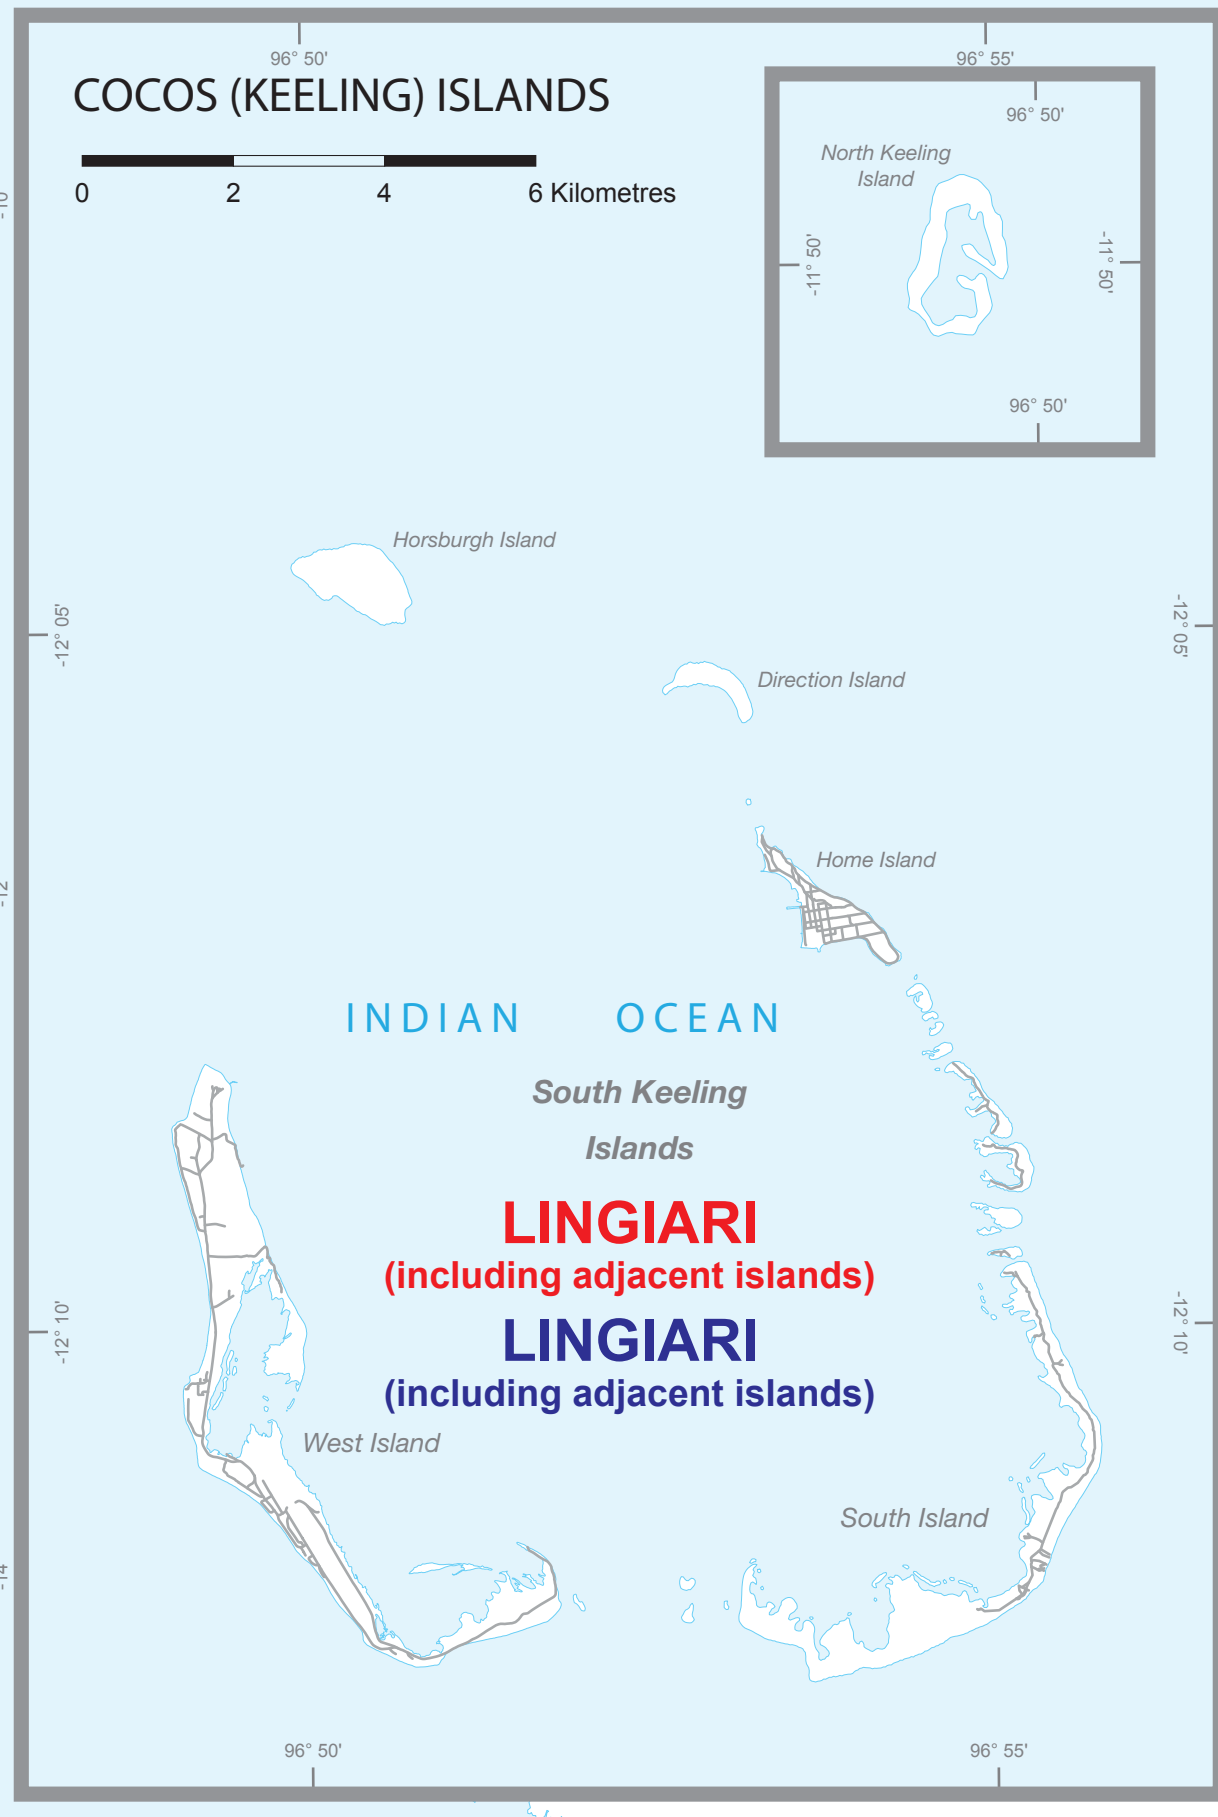 96° 50'
96° 55'
COCOS (KEELING) ISLANDS
0 2 4 6 Kilometres
96° 50'
North Keeling
Island
-11° 50'
-11° 50'
96° 50'
Horsburgh Island
-12° 05'
-12° 05'
Direction Island
Home Island
INDIAN OCEAN
South Keeling
Islands
LINGIARI
(including adjacent islands)
LINGIARI
(including adjacent islands)
-12° 10'
-12° 10'
West Island
South Island
96° 50'
96° 55'